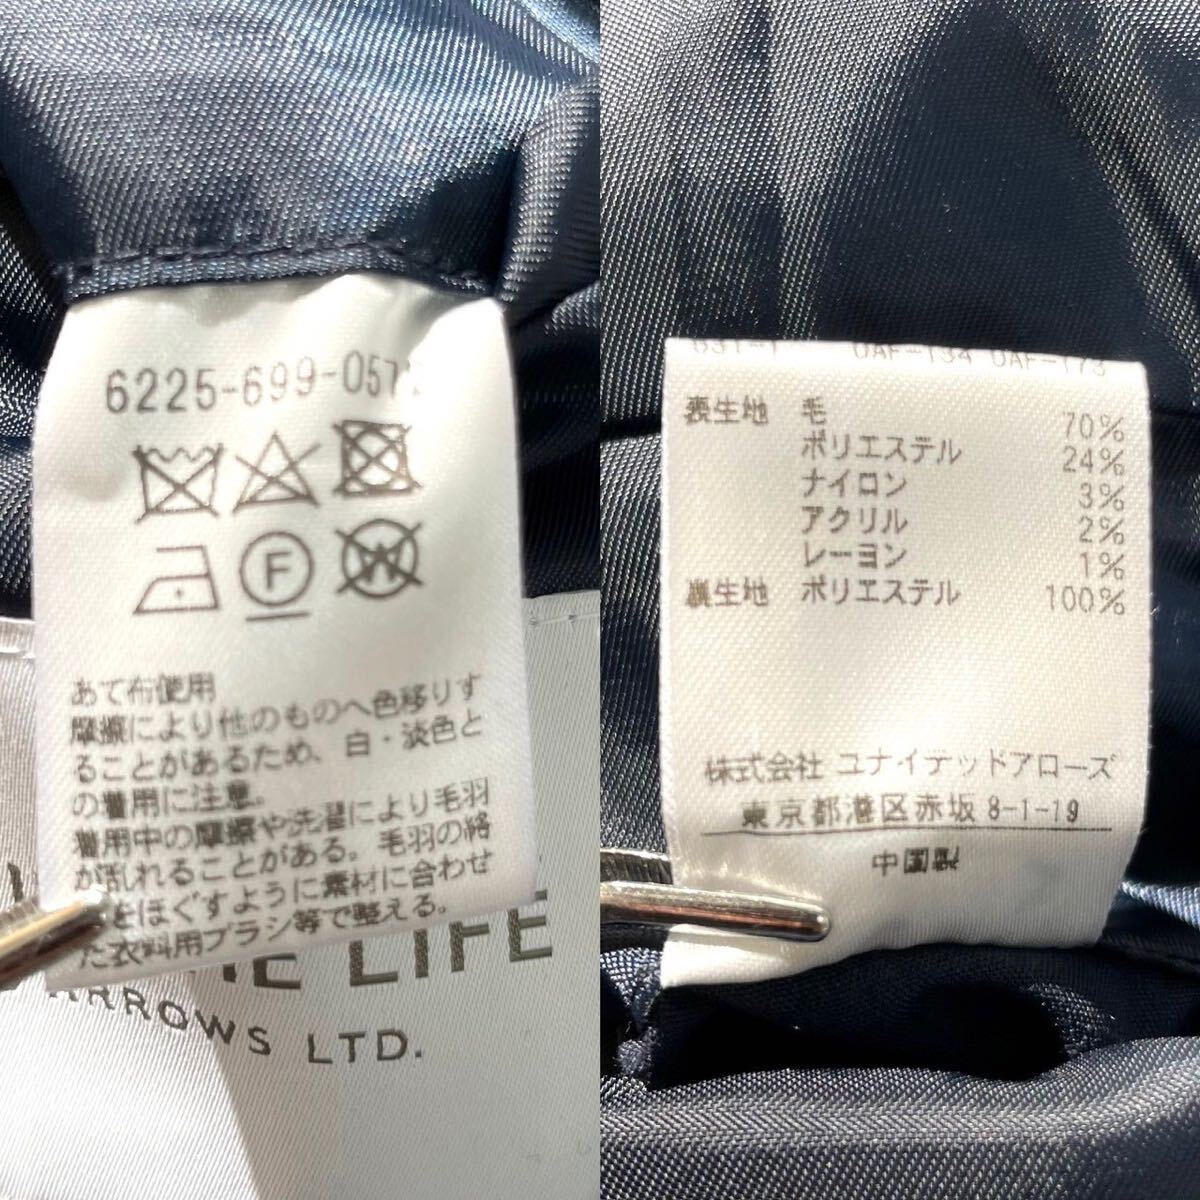 6225-699-057
F
W
あて布使用
摩擦により他のものへ色移りす
ることがあるため、白・淡色と
の着用に注意。
着用中の摩擦や洗濯により毛羽
が乱れることがある。毛羽の絡
をほぐすように素材に合わせ
た衣料用ブラシ等で整える。
LIFE
ARROWS LTD.
UAF-134 UAF-173
表生地 毛 70%
ポリエステル 24%
ナイロン 3%
アクリル 2%
レーヨン 1%
裏生地 ポリエステル 100%
株式会社 ユナイテッドアローズ
東京都港区赤坂 8-1-19
中国製